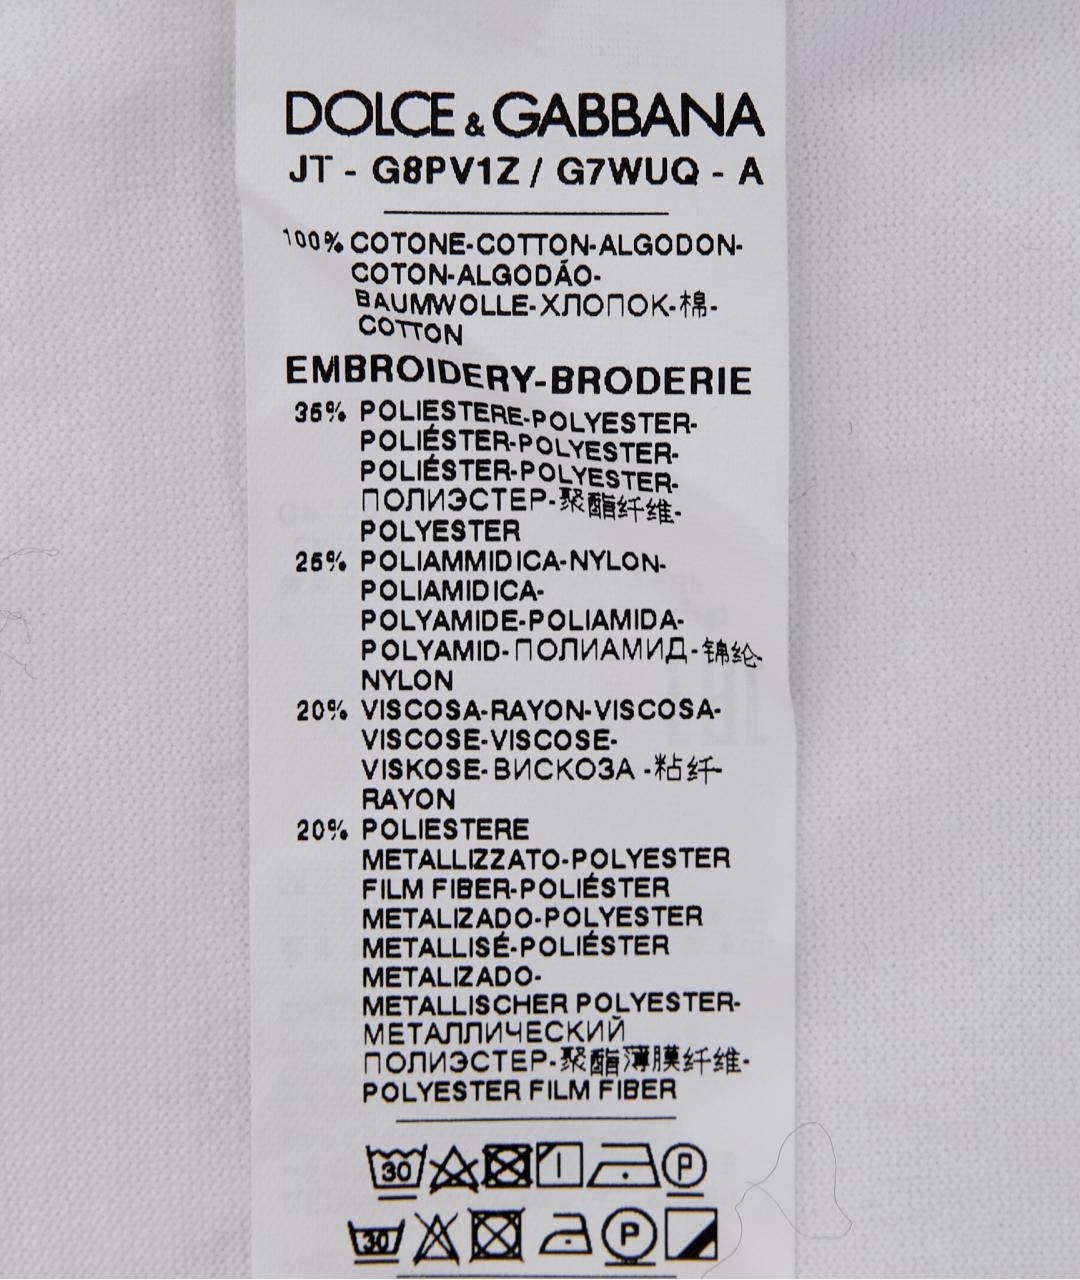 DOLCE & GABBANA
JT - G8PV1Z / G7WUQ - A
100% COTONE-COTTON-ALGODON-
COTON-ALGODÃO-
BAUMWOLLE-ХЛОПОК-棉-
COTTON
EMBROIDERY-BRODERIE
35% POLIESTERE-POLYESTER-
POLIÉSTER-POLYESTER-
POLIÉSTER-POLYESTER-
ПОЛИЭСТЕР-聚酯纤维-
POLYESTER
25% POLIAMMIDICA-NYLON-
POLIAMIDICA-
POLYAMIDE-POLIAMIDA-
POLYAMID-ПОЛИАМИД-锦纶-
NYLON
20% VISCOSA-RAYON-VISCOSA-
VISCOSE-VISCOSE-
VISKOSE-ВИСКОЗА -粘纤-
RAYON
20% POLIESTERE
METALLIZZATO-POLYESTER
FILM FIBER-POLIÉSTER
METALIZADO-POLYESTER
METALLISÉ-POLIÉSTER
METALIZADO-
METALLISCHER POLYESTER-
МЕТАЛЛИЧЕСКИЙ
ПОЛИЭСТЕР-聚酯薄膜纤维-
POLYESTER FILM FIBER
30 P
30 P